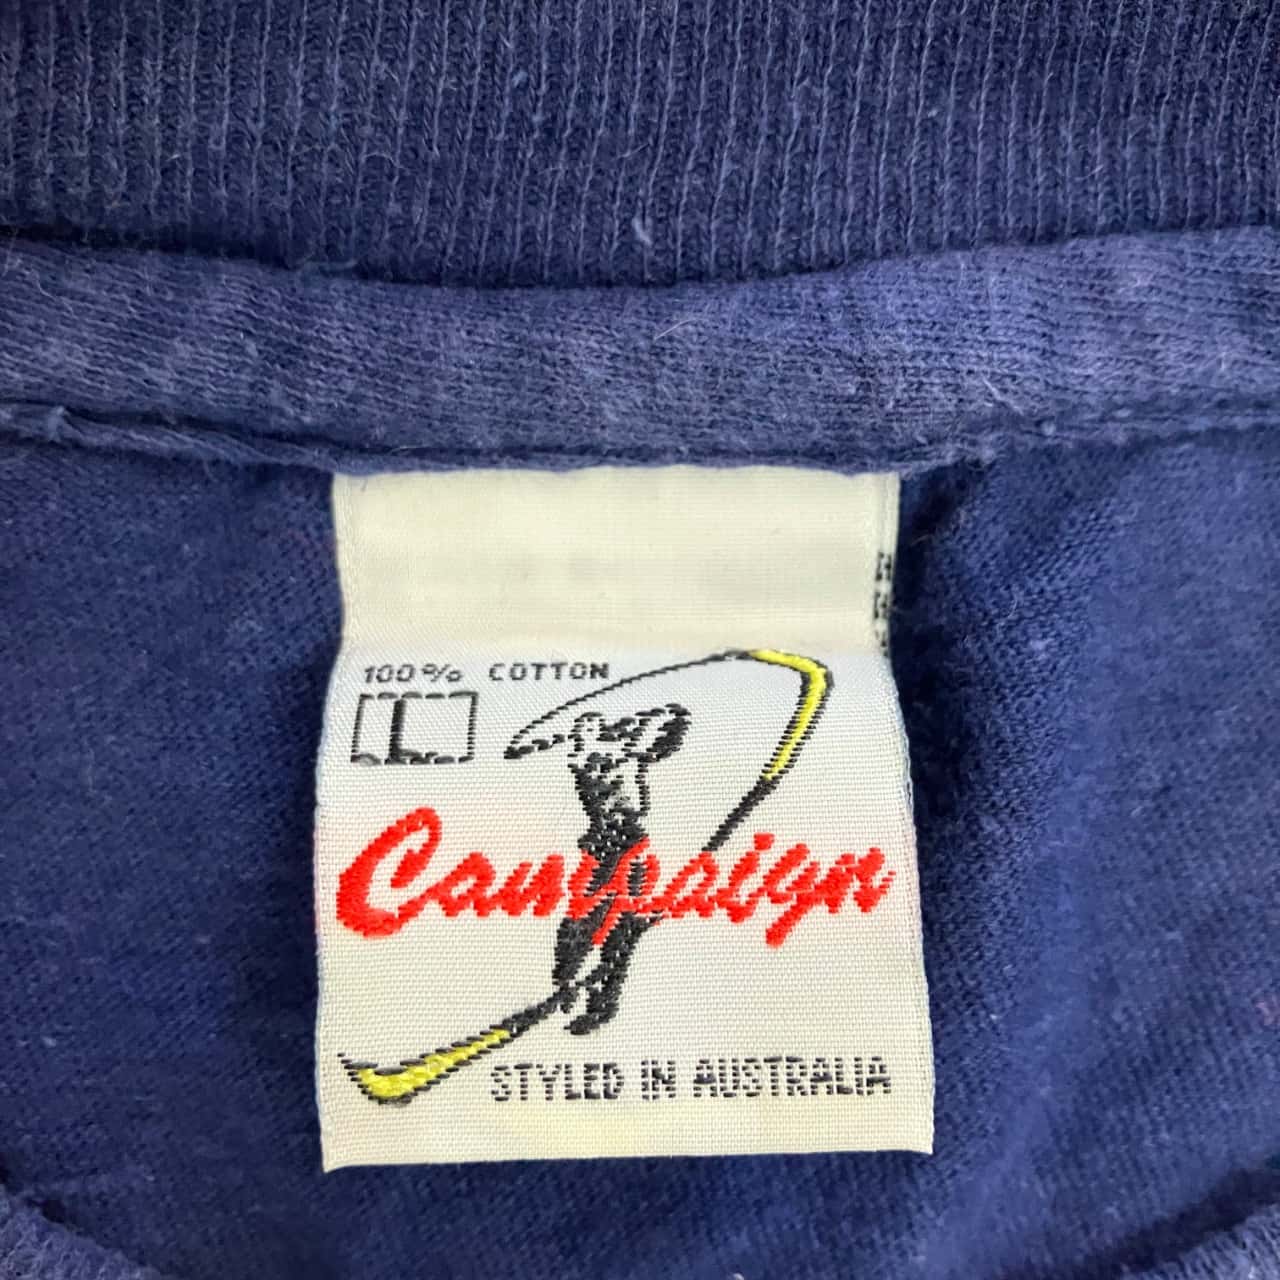 100% COTTON
L
Campaign
STYLED IN AUSTRALIA